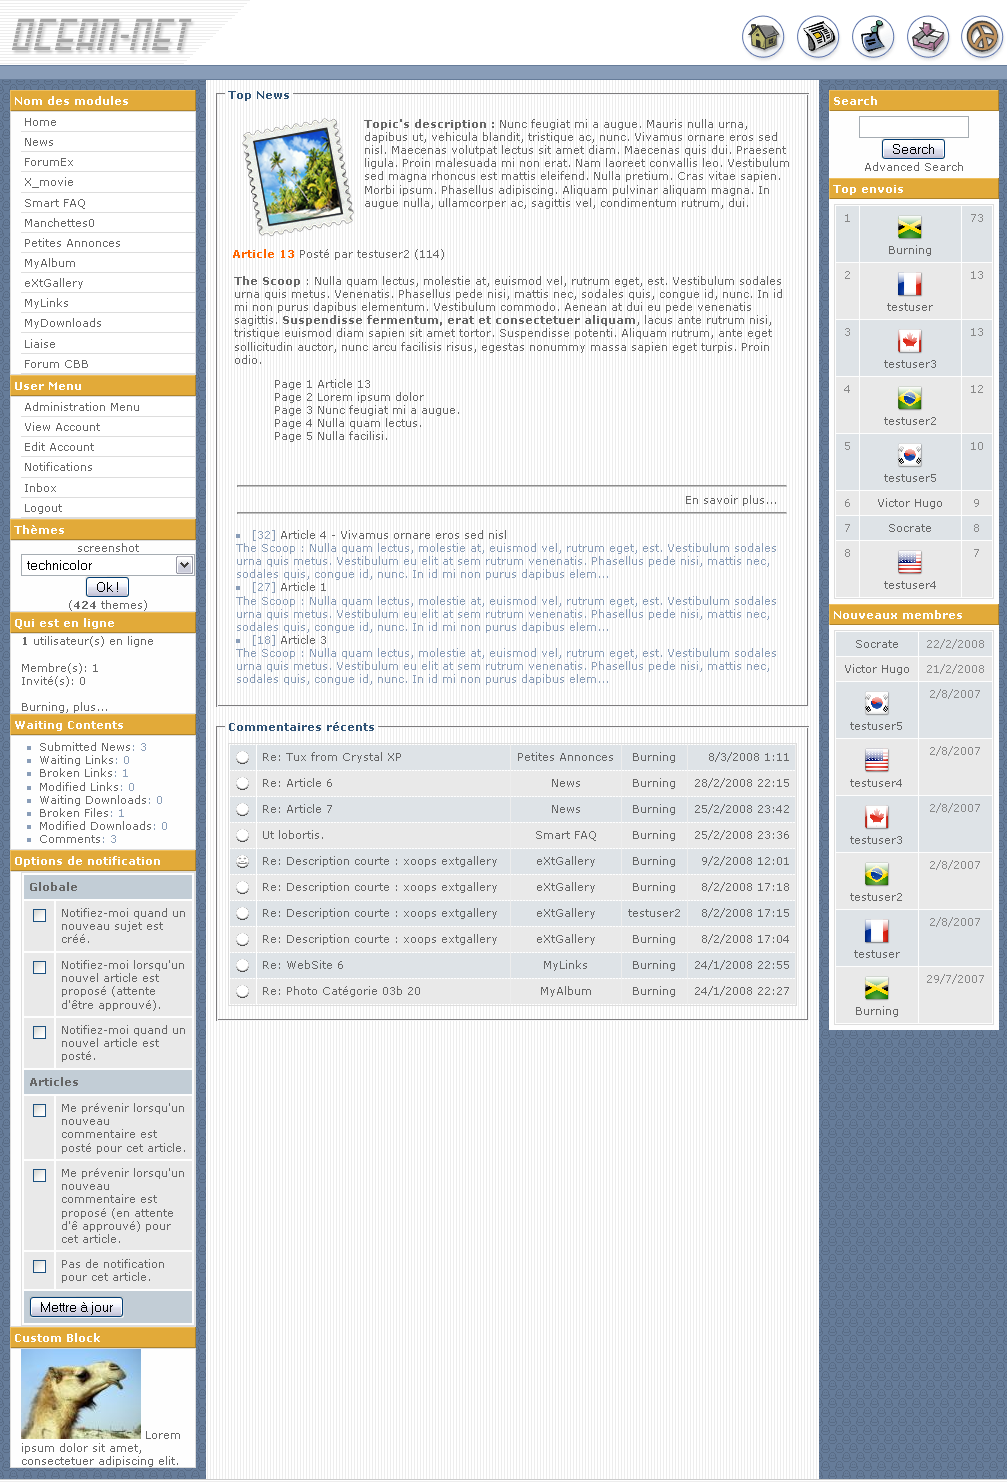 OCEAN-NET
Nom des modules
Home
News
ForumEx
X_movie
Smart FAQ
Manchettes0
Petites Annonces
MyAlbum
eXtGallery
MyLinks
MyDownloads
Liaise
Forum CBB
User Menu
Administration Menu
View Account
Edit Account
Notifications
Inbox
Logout
Thèmes
screenshot
technicolor
Ok !
(424 themes)
Qui est en ligne
1 utilisateur(s) en ligne
Membre(s): 1
Invité(s): 0
Burning, plus...
Waiting Contents
Submitted News: 3
Waiting Links: 0
Broken Links: 1
Modified Links: 0
Waiting Downloads: 0
Broken Files: 1
Modified Downloads: 0
Comments: 3
Options de notification
Globale
Notifiez-moi quand un
nouveau sujet est
créé.
Notifiez-moi lorsqu'un
nouvel article est
proposé (attente
d'être approuvé).
Notifiez-moi quand un
nouvel article est
posté.
Articles
Me prévenir lorsqu'un
nouveau
commentaire est
posté pour cet article.
Me prévenir lorsqu'un
nouveau
commentaire est
proposé (en attente
d'ê approuvé) pour
cet article.
Pas de notification
pour cet article.
Mettre à jour
Custom Block
Lorem
ipsum dolor sit amet,
consectetuer adipiscing elit.
Top News
Topic's description : Nunc feugiat mi a augue. Mauris nulla urna,
dapibus ut, vehicula blandit, tristique ac, nunc. Vivamus ornare eros sed
nisl. Maecenas volutpat lectus sit amet diam. Maecenas quis dui. Praesent
ligula. Proin malesuada mi non erat. Nam laoreet convallis leo. Vestibulum
sed magna rhoncus est mattis eleifend. Nulla pretium. Cras vitae sapien.
Morbi ipsum. Phasellus adipiscing. Aliquam pulvinar aliquam magna. In
augue nulla, ullamcorper ac, sagittis vel, condimentum rutrum, dui.
Article 13 Posté par testuser2 (114)
The Scoop : Nulla quam lectus, molestie at, euismod vel, rutrum eget, est. Vestibulum sodales
urna quis metus. Venenatis. Phasellus pede nisi, mattis nec, sodales quis, congue id, nunc. In id
mi non purus dapibus elementum. Vestibulum commodo. Aenean at dui eu pede venenatis
sagittis. Suspendisse fermentum, erat et consectetuer aliquam, lacus ante rutrum nisi,
tristique euismod diam sapien sit amet tortor. Suspendisse potenti. Aliquam rutrum, ante eget
sollicitudin auctor, nunc arcu facilisis risus, egestas nonummy massa sapien eget turpis. Proin
odio.
Page 1 Article 13
Page 2 Lorem ipsum dolor
Page 3 Nunc feugiat mi a augue.
Page 4 Nulla quam lectus.
Page 5 Nulla facilisi.
En savoir plus...
[32] Article 4 - Vivamus ornare eros sed nisl
The Scoop : Nulla quam lectus, molestie at, euismod vel, rutrum eget, est. Vestibulum sodales
urna quis metus. Vestibulum eu elit at sem rutrum venenatis. Phasellus pede nisi, mattis nec,
sodales quis, congue id, nunc. In id mi non purus dapibus elem...
[27] Article 1
The Scoop : Nulla quam lectus, molestie at, euismod vel, rutrum eget, est. Vestibulum sodales
urna quis metus. Vestibulum eu elit at sem rutrum venenatis. Phasellus pede nisi, mattis nec,
sodales quis, congue id, nunc. In id mi non purus dapibus elem...
[18] Article 3
The Scoop : Nulla quam lectus, molestie at, euismod vel, rutrum eget, est. Vestibulum sodales
urna quis metus. Vestibulum eu elit at sem rutrum venenatis. Phasellus pede nisi, mattis nec,
sodales quis, congue id, nunc. In id mi non purus dapibus elem...
Commentaires récents
Re: Tux from Crystal XP Petites Annonces Burning 8/3/2008 1:11
Re: Article 6 News Burning 28/2/2008 22:15
Re: Article 7 News Burning 25/2/2008 23:42
Ut lobortis. Smart FAQ Burning 25/2/2008 23:36
Re: Description courte : xoops extgallery eXtGallery Burning 9/2/2008 12:01
Re: Description courte : xoops extgallery eXtGallery Burning 8/2/2008 17:18
Re: Description courte : xoops extgallery eXtGallery testuser2 8/2/2008 17:15
Re: Description courte : xoops extgallery eXtGallery Burning 8/2/2008 17:04
Re: WebSite 6 MyLinks Burning 24/1/2008 22:55
Re: Photo Catégorie 03b 20 MyAlbum Burning 24/1/2008 22:27
Search
Search
Advanced Search
Top envois
1 73
Burning
2 13
testuser
3 13
testuser3
4 12
testuser2
5 10
testuser5
6 Victor Hugo 9
7 Socrate 8
8 7
testuser4
Nouveaux membres
Socrate 22/2/2008
Victor Hugo 21/2/2008
2/8/2007
testuser5
2/8/2007
testuser4
2/8/2007
testuser3
2/8/2007
testuser2
2/8/2007
testuser
29/7/2007
Burning